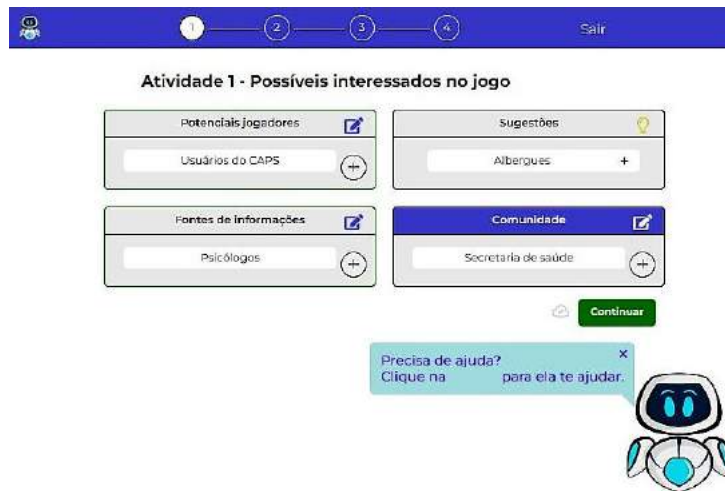 1
2
3
4
Sair
Atividade 1 - Possíveis interessados no jogo
Potenciais jogadores
Usuários do CAPS
Sugestões
Albergues +
Fontes de informações
Psicólogos
Comunidade
Secretaria de saúde
Continuar
Precisa de ajuda?
Clique na para ela te ajudar.